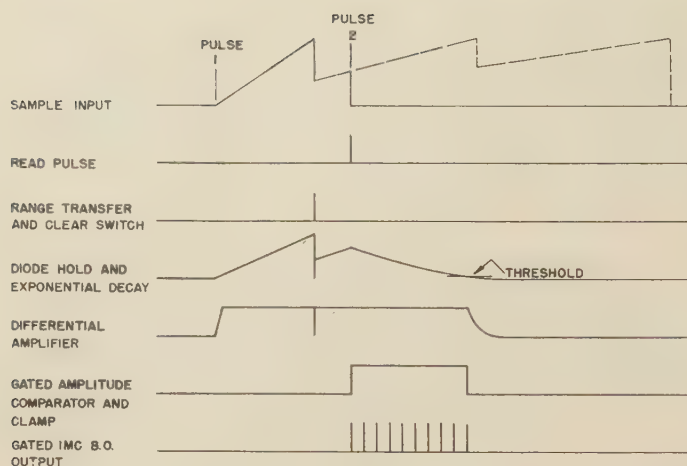 PULSE
1
PULSE
2
SAMPLE INPUT
READ PULSE
RANGE TRANSFER
AND CLEAR SWITCH
DIODE HOLD AND
EXPONENTIAL DECAY
THRESHOLD
DIFFERENTIAL
AMPLIFIER
GATED AMPLITUDE
COMPARATOR AND
CLAMP
GATED 1MC B.O.
OUTPUT